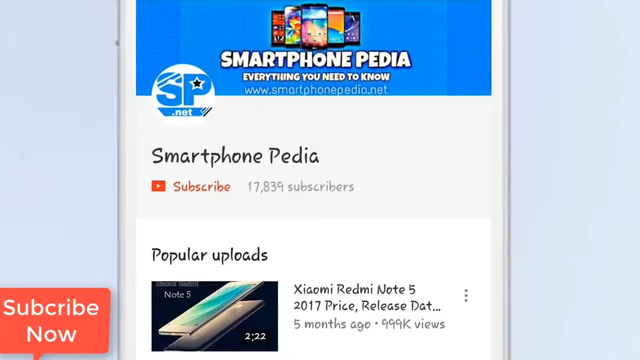 SMARTPHONE PEDIA
EVERYTHING YOU NEED TO KNOW
www.smartphonepedia.net
SP
.net
Smartphone Pedia
Subscribe 17,839 subscribers
Popular uploads
Xiaomi Redmi
Note 5
2:22
Xiaomi Redmi Note 5
2017 Price, Release Dat...
5 months ago • 999K views
Subcribe
Now